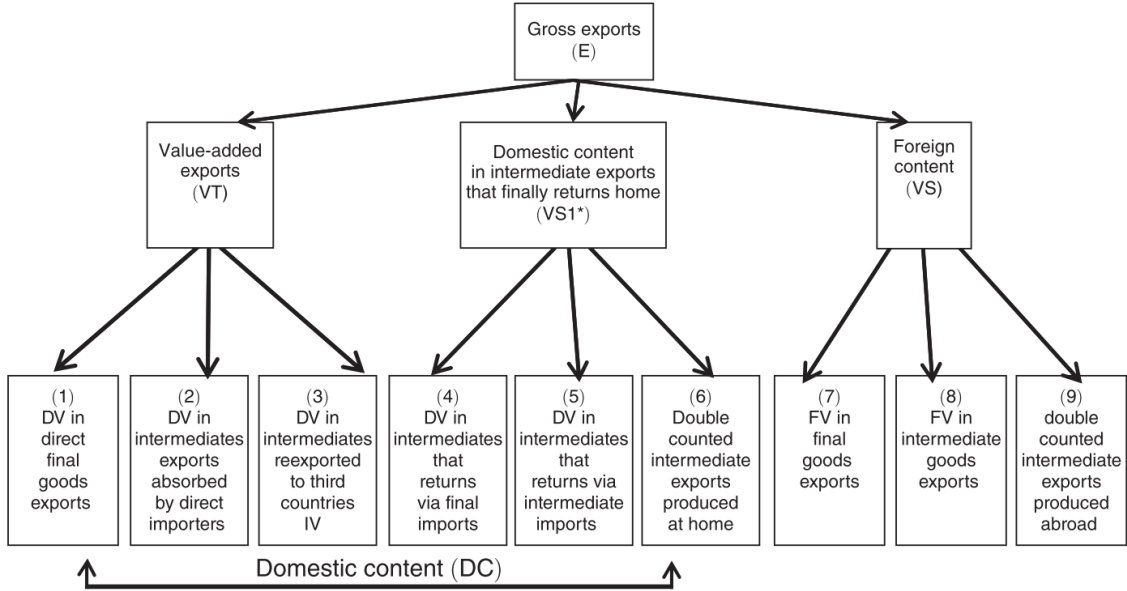 Gross exports
(E)
Value-added
exports
(VT)
Domestic content
in intermediate exports
that finally returns home
(VS1*)
Foreign
content
(VS)
(1)
DV in
direct
final
goods
exports
(2)
DV in
intermediates
exports
absorbed
by direct
importers
(3)
DV in
intermediates
reexported
to third
countries
IV
(4)
DV in
intermediates
that
returns
via final
imports
(5)
DV in
intermediates
that
returns via
intermediate
imports
(6)
Double
counted
intermediate
exports
produced
at home
(7)
FV in
final
goods
exports
(8)
FV in
intermediate
goods
exports
(9)
double
counted
intermediate
exports
produced
abroad
Domestic content (DC)